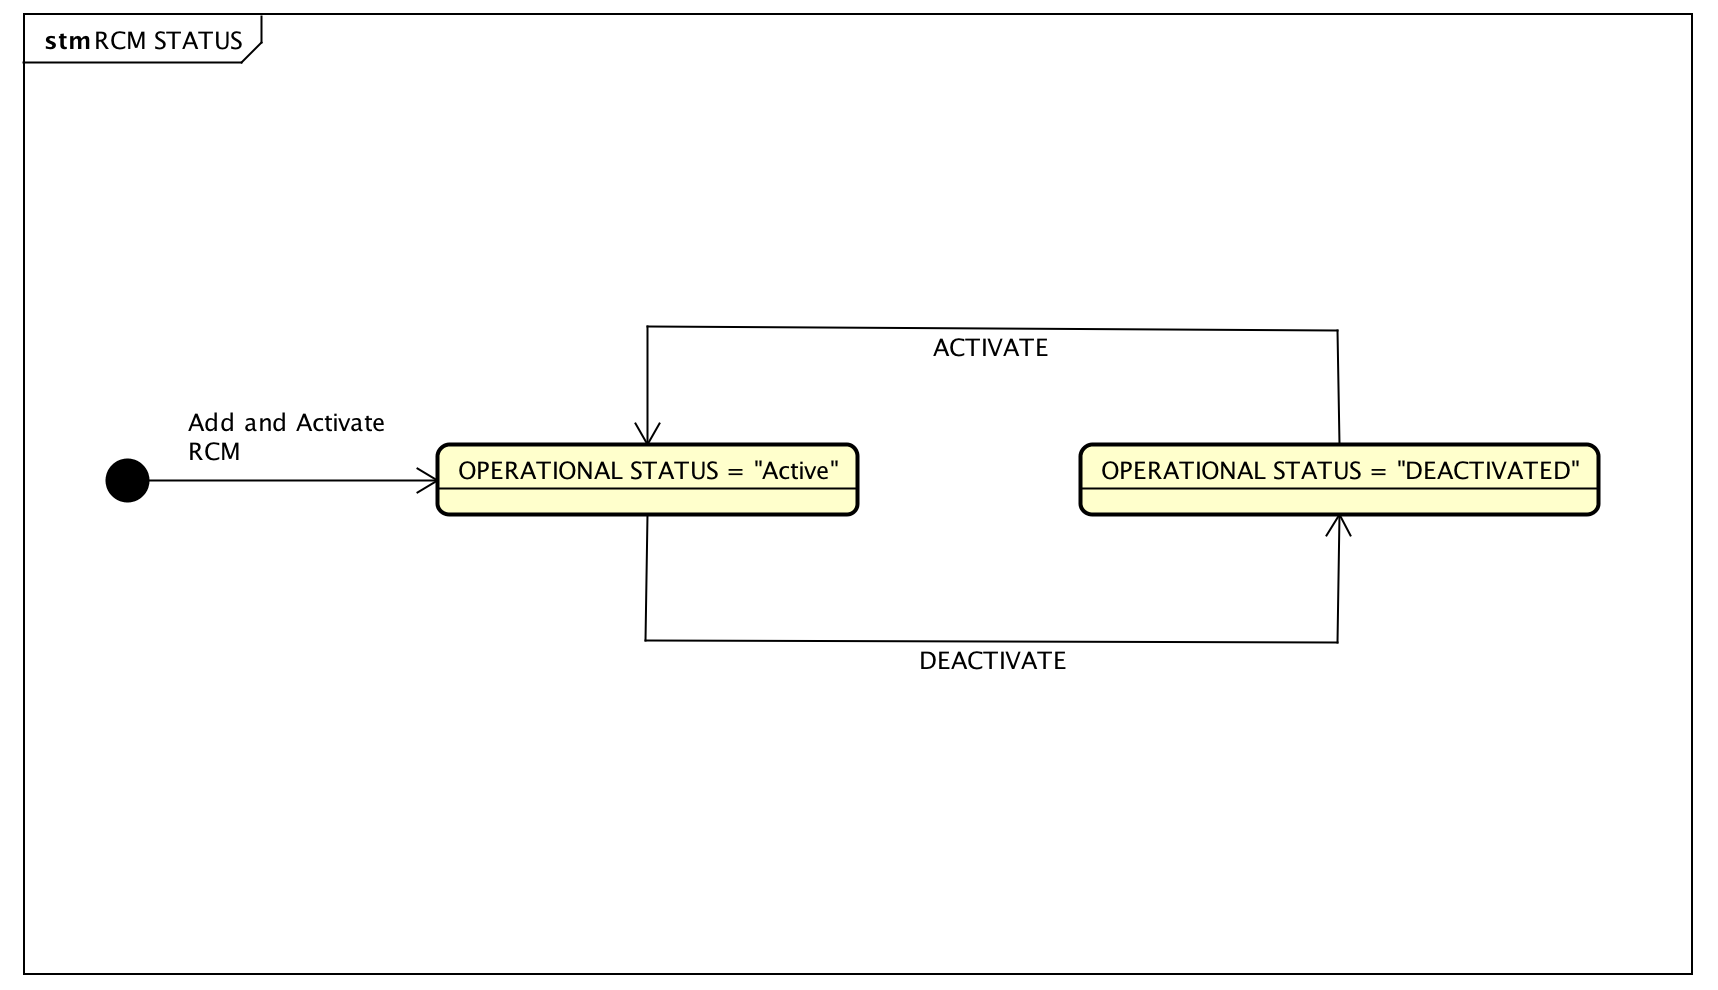 stm RCM STATUS
ACTIVATE
Add and Activate
RCM
OPERATIONAL STATUS = "Active"
OPERATIONAL STATUS = "DEACTIVATED"
DEACTIVATE